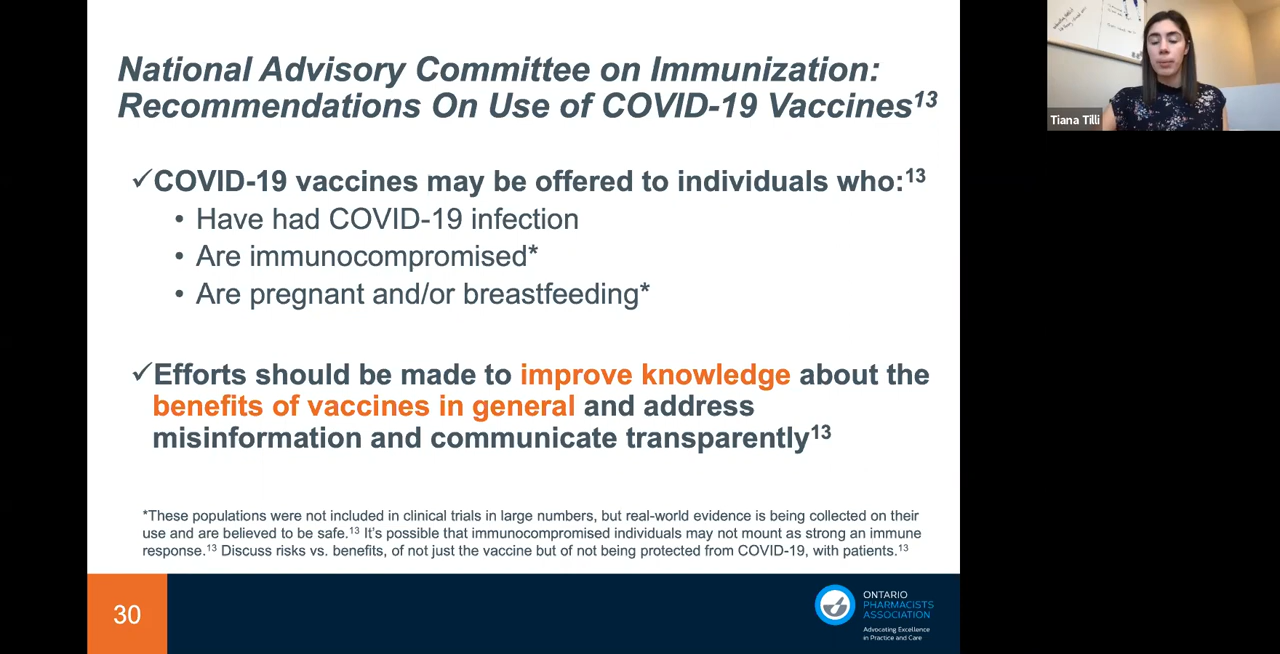 National Advisory Committee on Immunization:
Recommendations On Use of COVID-19 Vaccines13
✓COVID-19 vaccines may be offered to individuals who:13
• Have had COVID-19 infection
• Are immunocompromised*
• Are pregnant and/or breastfeeding*
✓Efforts should be made to improve knowledge about the
benefits of vaccines in general and address
misinformation and communicate transparently13
*These populations were not included in clinical trials in large numbers, but real-world evidence is being collected on their
use and are believed to be safe.13 It's possible that immunocompromised individuals may not mount as strong an immune
response.13 Discuss risks vs. benefits, of not just the vaccine but of not being protected from COVID-19, with patients.13
30
ONTARIO
PHARMACISTS
ASSOCIATION
Advocating Excellence
in Practice and Care
Tiana Tilli